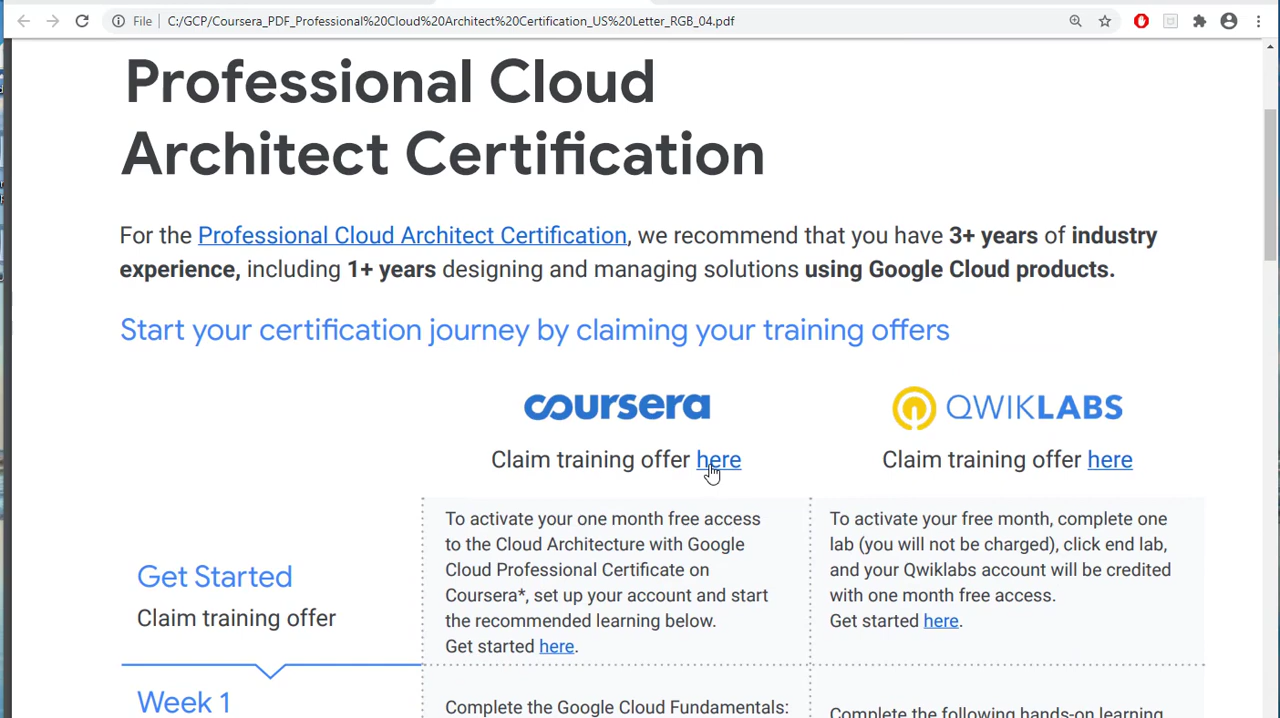 File
C:/GCP/Coursera_PDF_Professional%20Cloud%20Architect%20Certification_US%20Letter_RGB_04.pdf
Professional Cloud
Architect Certification
For the Professional Cloud Architect Certification, we recommend that you have 3+ years of industry
experience, including 1+ years designing and managing solutions using Google Cloud products.
Start your certification journey by claiming your training offers
coursera
QWIKLABS
Claim training offer here
Claim training offer here
Get Started
Claim training offer
To activate your one month free access
to the Cloud Architecture with Google
Cloud Professional Certificate on
Coursera*, set up your account and start
the recommended learning below.
Get started here.
To activate your free month, complete one
lab (you will not be charged), click end lab,
and your Qwiklabs account will be credited
with one month free access.
Get started here.
Week 1
Complete the Google Cloud Fundamentals:
Complete the following hands-on learning